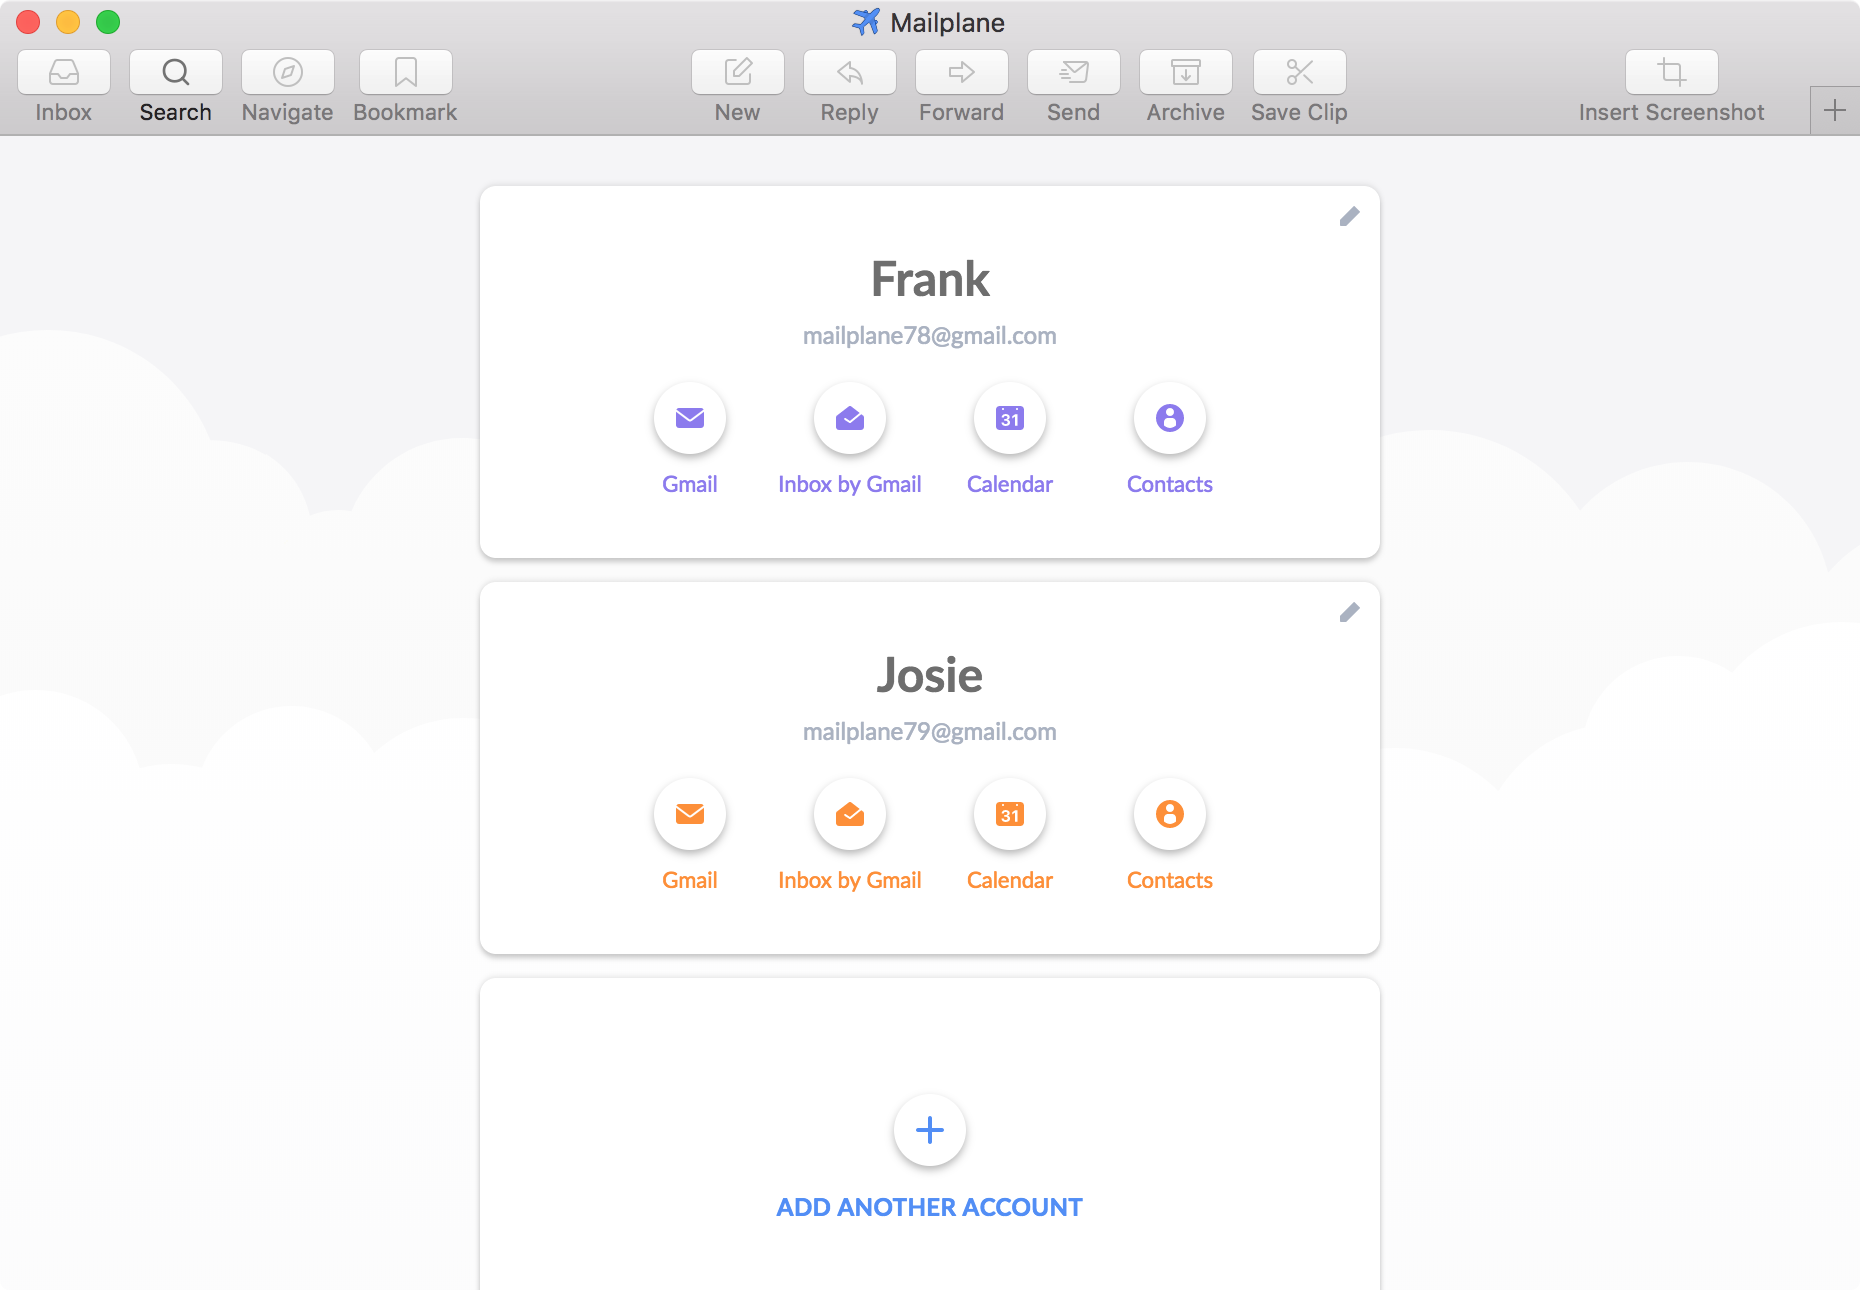 Mailplane
Inbox Search Navigate Bookmark New Reply Forward Send Archive Save Clip Insert Screenshot
Frank
mailplane78@gmail.com
31
Gmail Inbox by Gmail Calendar Contacts
Josie
mailplane79@gmail.com
31
Gmail Inbox by Gmail Calendar Contacts
ADD ANOTHER ACCOUNT